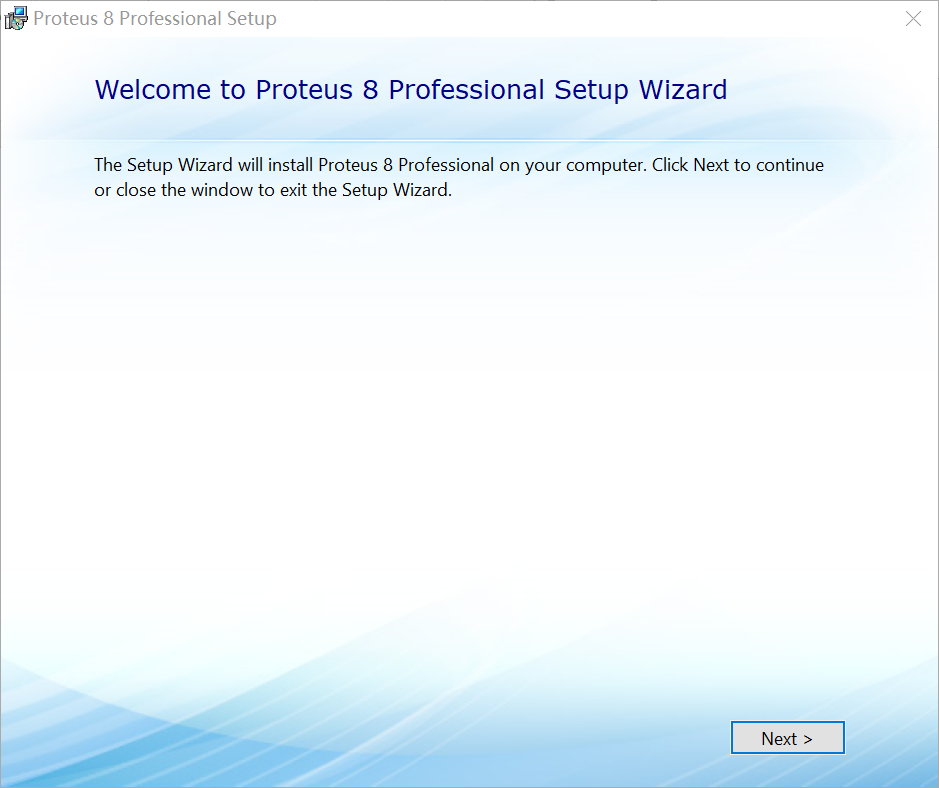 Proteus 8 Professional Setup
Welcome to Proteus 8 Professional Setup Wizard
The Setup Wizard will install Proteus 8 Professional on your computer. Click Next to continue
or close the window to exit the Setup Wizard.
Next >